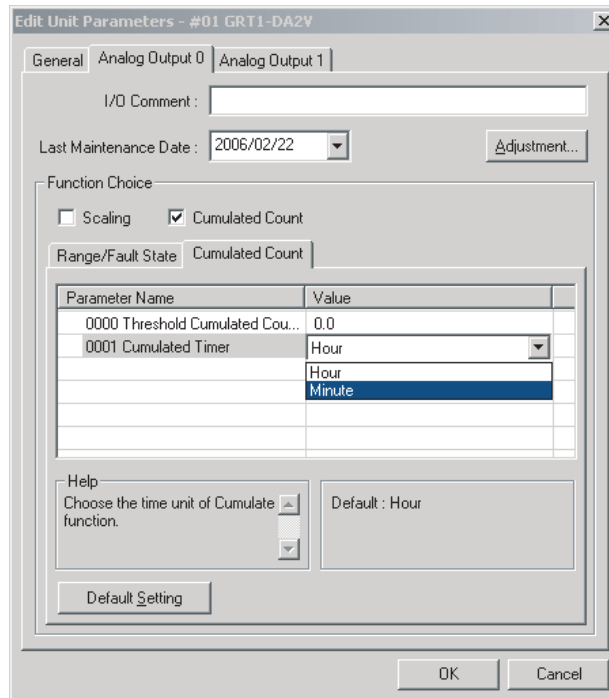 Edit Unit Parameters - #01 GRT1-DA2V
General Analog Output 0 Analog Output 1
I/O Comment :
Last Maintenance Date : 2006/02/22 Adjustment...
Function Choice
Scaling Cumulated Count
Range/Fault State Cumulated Count
Parameter Name Value
0000 Threshold Cumulated Cou... 0.0
0001 Cumulated Timer Hour
Hour
Minute
Help
Choose the time unit of Cumulate
function.
Default : Hour
Default Setting
OK Cancel